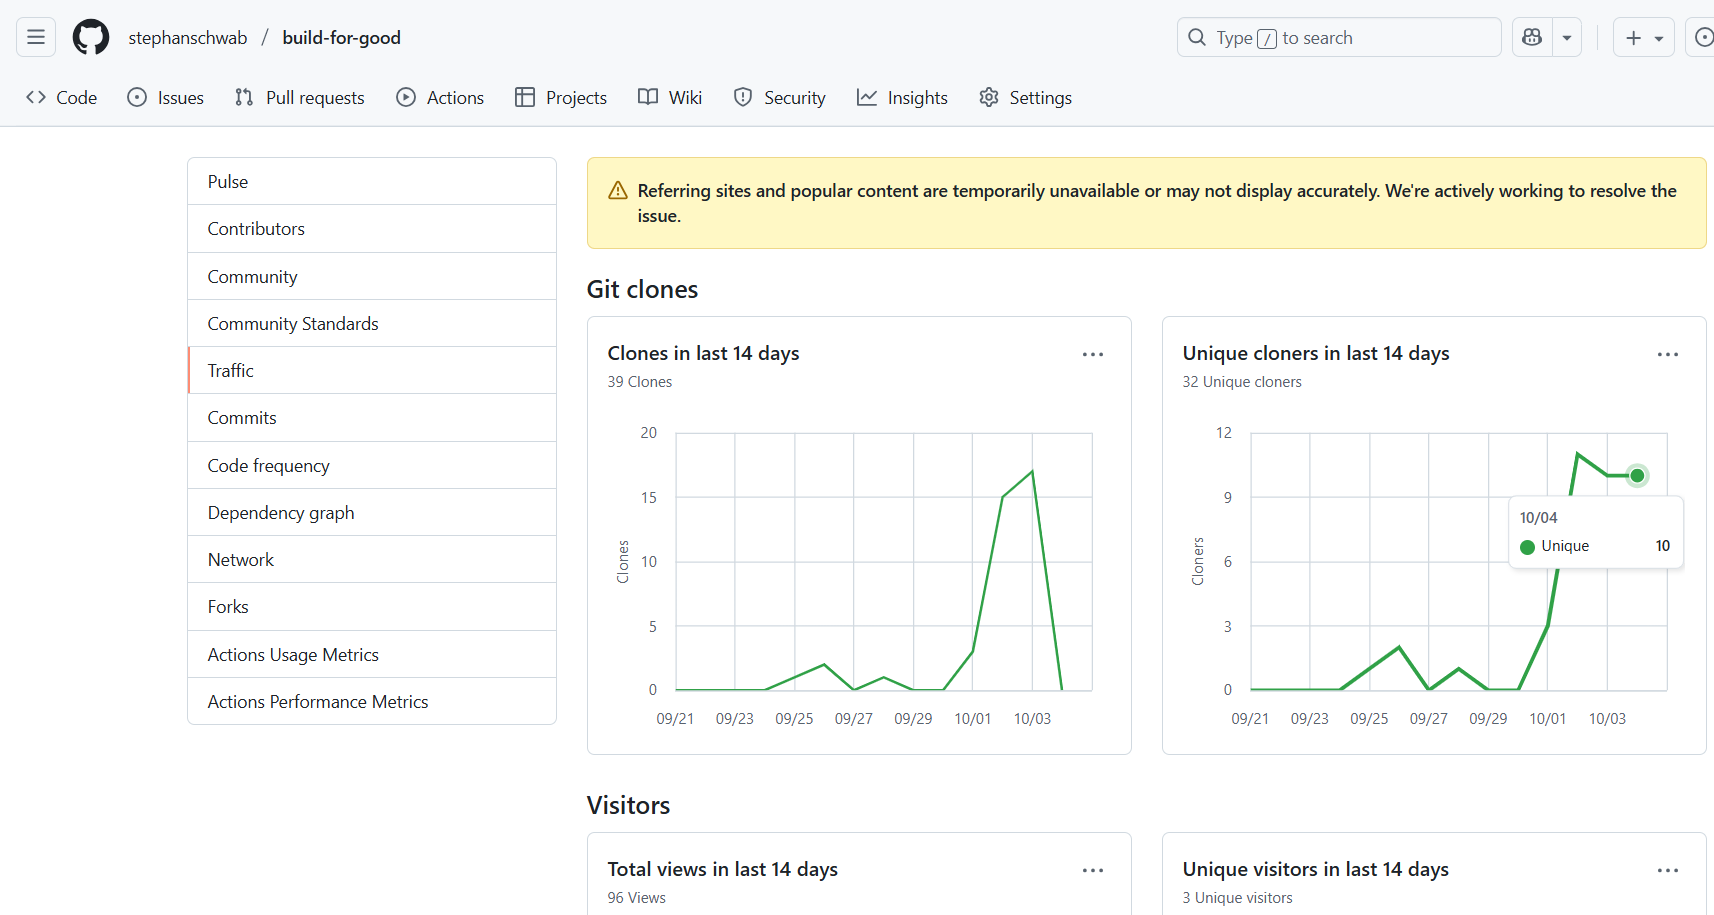 stephanschwab / build-for-good
Type / to search
Code
Issues
Pull requests
Actions
Projects
Wiki
Security
Insights
Settings
Pulse
Contributors
Community
Community Standards
Traffic
Commits
Code frequency
Dependency graph
Network
Forks
Actions Usage Metrics
Actions Performance Metrics
Referring sites and popular content are temporarily unavailable or may not display accurately. We're actively working to resolve the
issue.
Git clones
Clones in last 14 days
39 Clones
20
15
10
5
0
Clones
09/21 09/23 09/25 09/27 09/29 10/01 10/03
Unique cloners in last 14 days
32 Unique cloners
12
9
6
3
0
Cloners
10/04
Unique 10
09/21 09/23 09/25 09/27 09/29 10/01 10/03
Visitors
Total views in last 14 days
96 Views
Unique visitors in last 14 days
3 Unique visitors